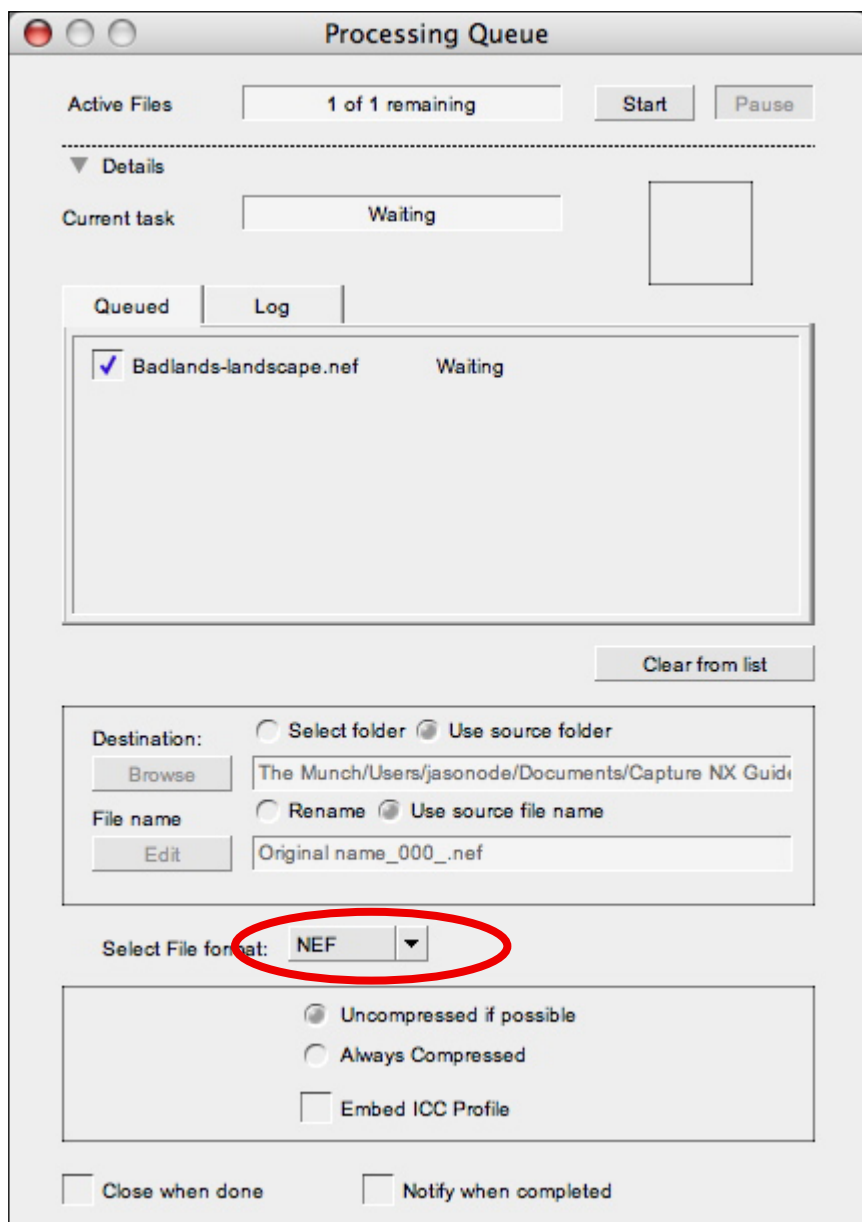 Processing Queue
Active Files 1 of 1 remaining Start Pause
Details
Current task Waiting
Queued Log
Badlands-landscape.nef Waiting
Clear from list
Destination: Select folder Use source folder
Browse The Munch/Users/jasonode/Documents/Capture NX Guide
File name Rename Use source file name
Edit Original name_000_.nef
Select File format: NEF
Uncompressed if possible
Always Compressed
Embed ICC Profile
Close when done Notify when completed